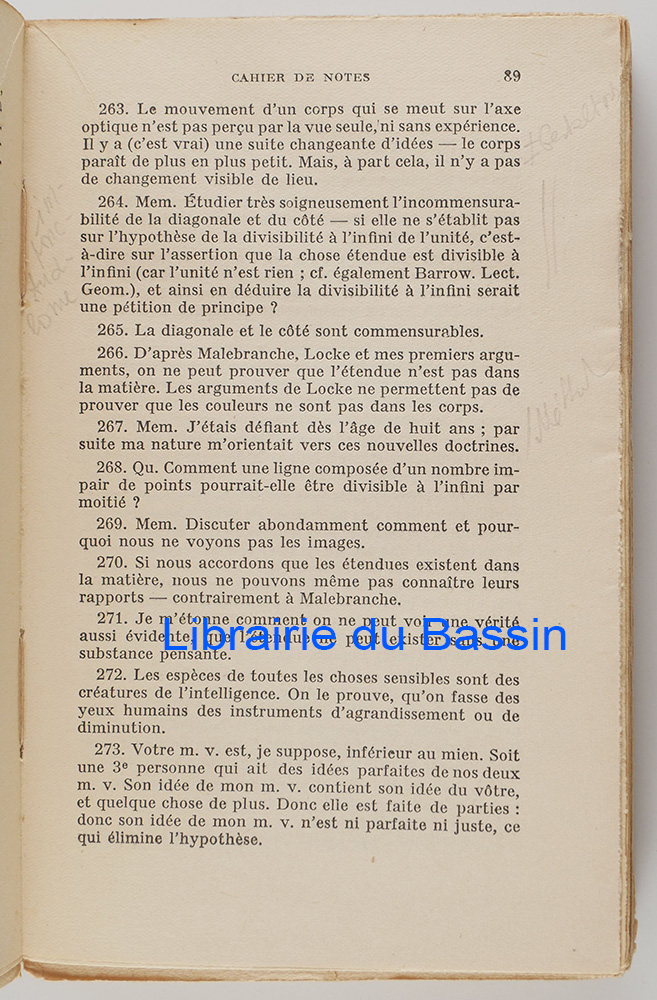 CAHIER DE NOTES 89
263. Le mouvement d'un corps qui se meut sur l'axe
optique n'est pas perçu par la vue seule, ni sans expérience.
Il y a (c'est vrai) une suite changeante d'idées — le corps
paraît de plus en plus petit. Mais, à part cela, il n'y a pas
de changement visible de lieu.
264. Mem. Étudier très soigneusement l'incommensura-
bilité de la diagonale et du côté — si elle ne s'établit pas
sur l'hypothèse de la divisibilité à l'infini de l'unité, c'est-
à-dire sur l'assertion que la chose étendue est divisible à
l'infini (car l'unité n'est rien ; cf. également Barrow. Lect.
Geom.), et ainsi en déduire la divisibilité à l'infini serait
une pétition de principe ?
265. La diagonale et le côté sont commensurables.
266. D'après Malebranche, Locke et mes premiers argu-
ments, on ne peut prouver que l'étendue n'est pas dans
la matière. Les arguments de Locke ne permettent pas de
prouver que les couleurs ne sont pas dans les corps.
267. Mem. J'étais défiant dès l'âge de huit ans ; par
suite ma nature m'orientait vers ces nouvelles doctrines.
268. Qu. Comment une ligne composée d'un nombre im-
pair de points pourrait-elle être divisible à l'infini par
moitié ?
269. Mem. Discuter abondamment comment et pour-
quoi nous ne voyons pas les images.
270. Si nous accordons que les étendues existent dans
la matière, nous ne pouvons même pas connaître leurs
rapports — contrairement à Malebranche.
271. Je m'étonne comment on ne peut voir une vérité
aussi évidente, que l'étendue ne peut exister sans une
substance pensante.
Librairie du Bassin
272. Les espèces de toutes les choses sensibles sont des
créatures de l'intelligence. On le prouve, qu'on fasse des
yeux humains des instruments d'agrandissement ou de
diminution.
273. Votre m. v. est, je suppose, inférieur au mien. Soit
une 3e personne qui ait des idées parfaites de nos deux
m. v. Son idée de mon m. v. contient son idée du vôtre,
et quelque chose de plus. Donc elle est faite de parties :
donc son idée de mon m. v. n'est ni parfaite ni juste, ce
qui élimine l'hypothèse.